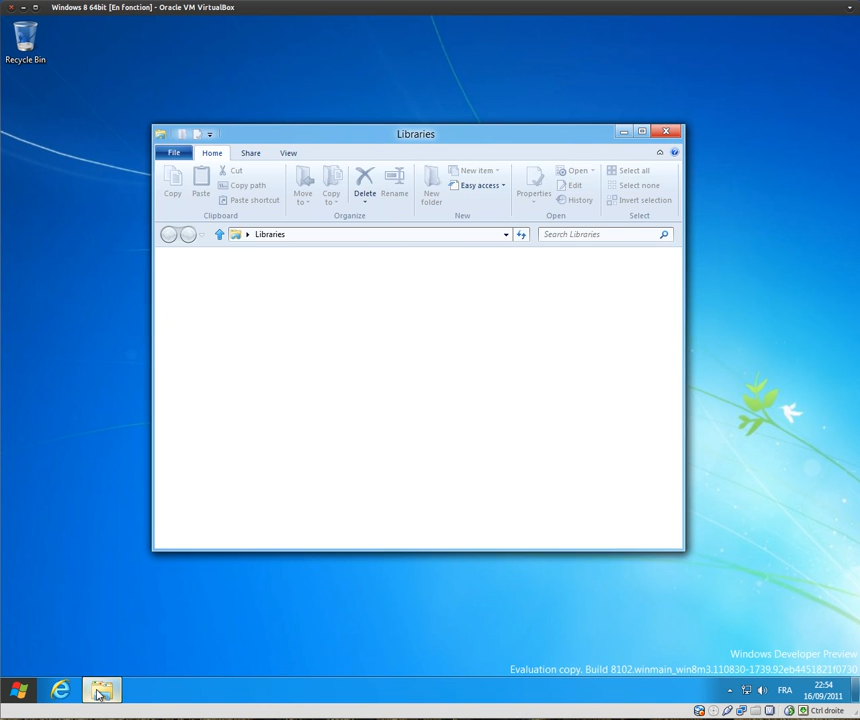 Windows 8 64bit [En fonction] - Oracle VM VirtualBox
Recycle Bin
Libraries
File Home Share View
Copy
Paste
Cut
Copy path
Paste shortcut
Clipboard
Move to
Copy to
Delete
Rename
Organize
New folder
New item
Easy access
New
Properties
Open
Edit
History
Open
Select all
Select none
Invert selection
Select
Libraries
Search Libraries
Windows Developer Preview
Evaluation copy. Build 8102.winmain_win8m3.110830-1739.92eb4451821f0730
FRA
22:54
16/09/2011
Ctrl droite